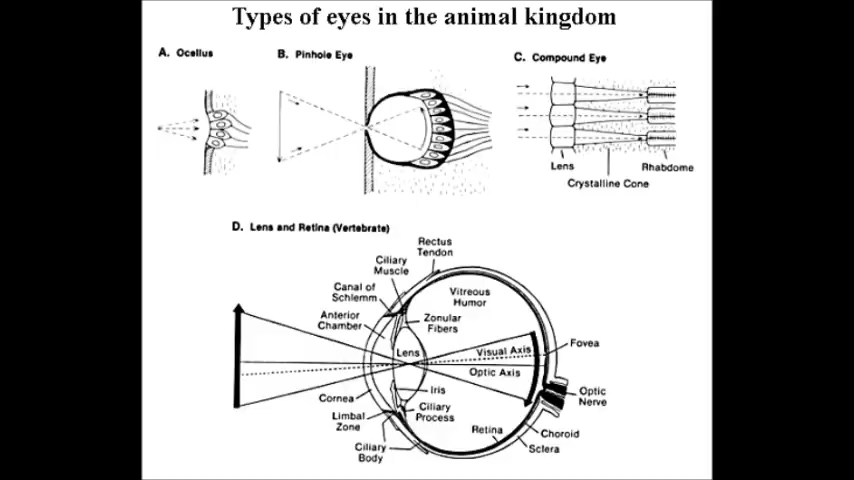 Types of eyes in the animal kingdom
A. Ocellus
B. Pinhole Eye
C. Compound Eye
Lens
Rhabdome
Crystalline Cone
D. Lens and Retina (Vertebrate)
Rectus
Tendon
Ciliary
Muscle
Canal of
Schlemm
Vitreous
Humor
Anterior
Chamber
Zonular
Fibers
Fovea
Lens
Visual Axis
Optic Axis
Iris
Optic
Nerve
Cornea
Ciliary
Process
Limbal
Zone
Retina
Choroid
Sclera
Ciliary
Body